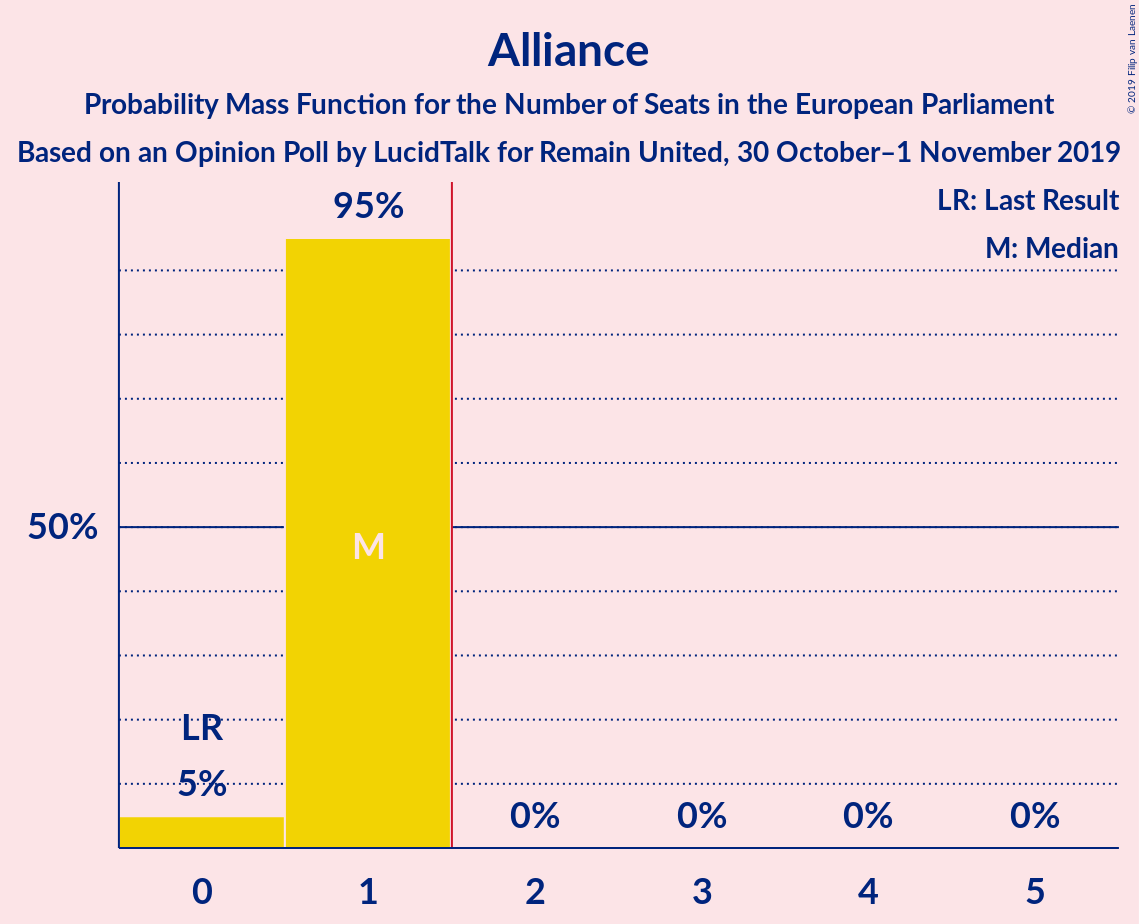 Alliance
Probability Mass Function for the Number of Seats in the European Parliament
Based on an Opinion Poll by LucidTalk for Remain United, 30 October–1 November 2019
© 2019 Filip van Laenen
LR: Last Result
M: Median
95%
50%
M
LR
5%
0%
0%
0%
0%
0
1
2
3
4
5